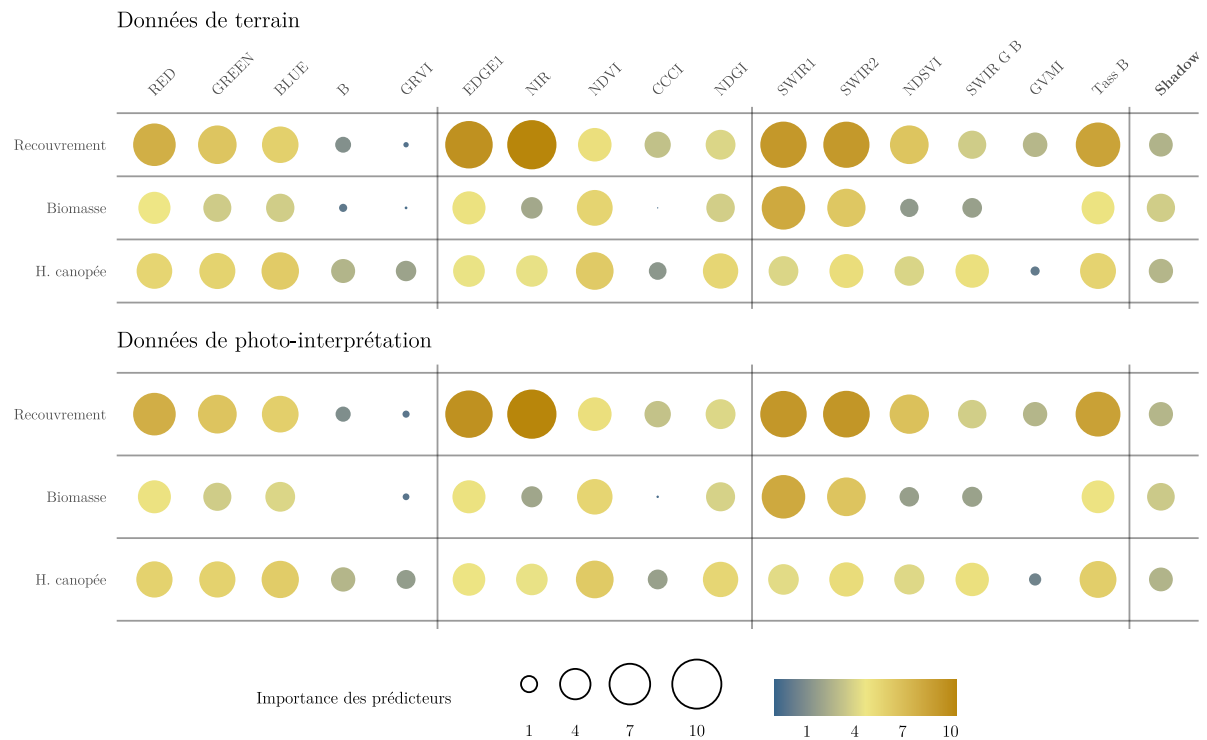 Données de terrain
RED GREEN BLUE B GRVI EDGE1 NIR NDVI CCCI NDGI SWIR1 SWIR2 NDSVI SWIR G B GVMI Tass B Shadow
Recouvrement
Biomasse
H. canopée
Données de photo-interprétation
Recouvrement
Biomasse
H. canopée
Importance des prédicteurs
1 4 7 10 1 4 7 10